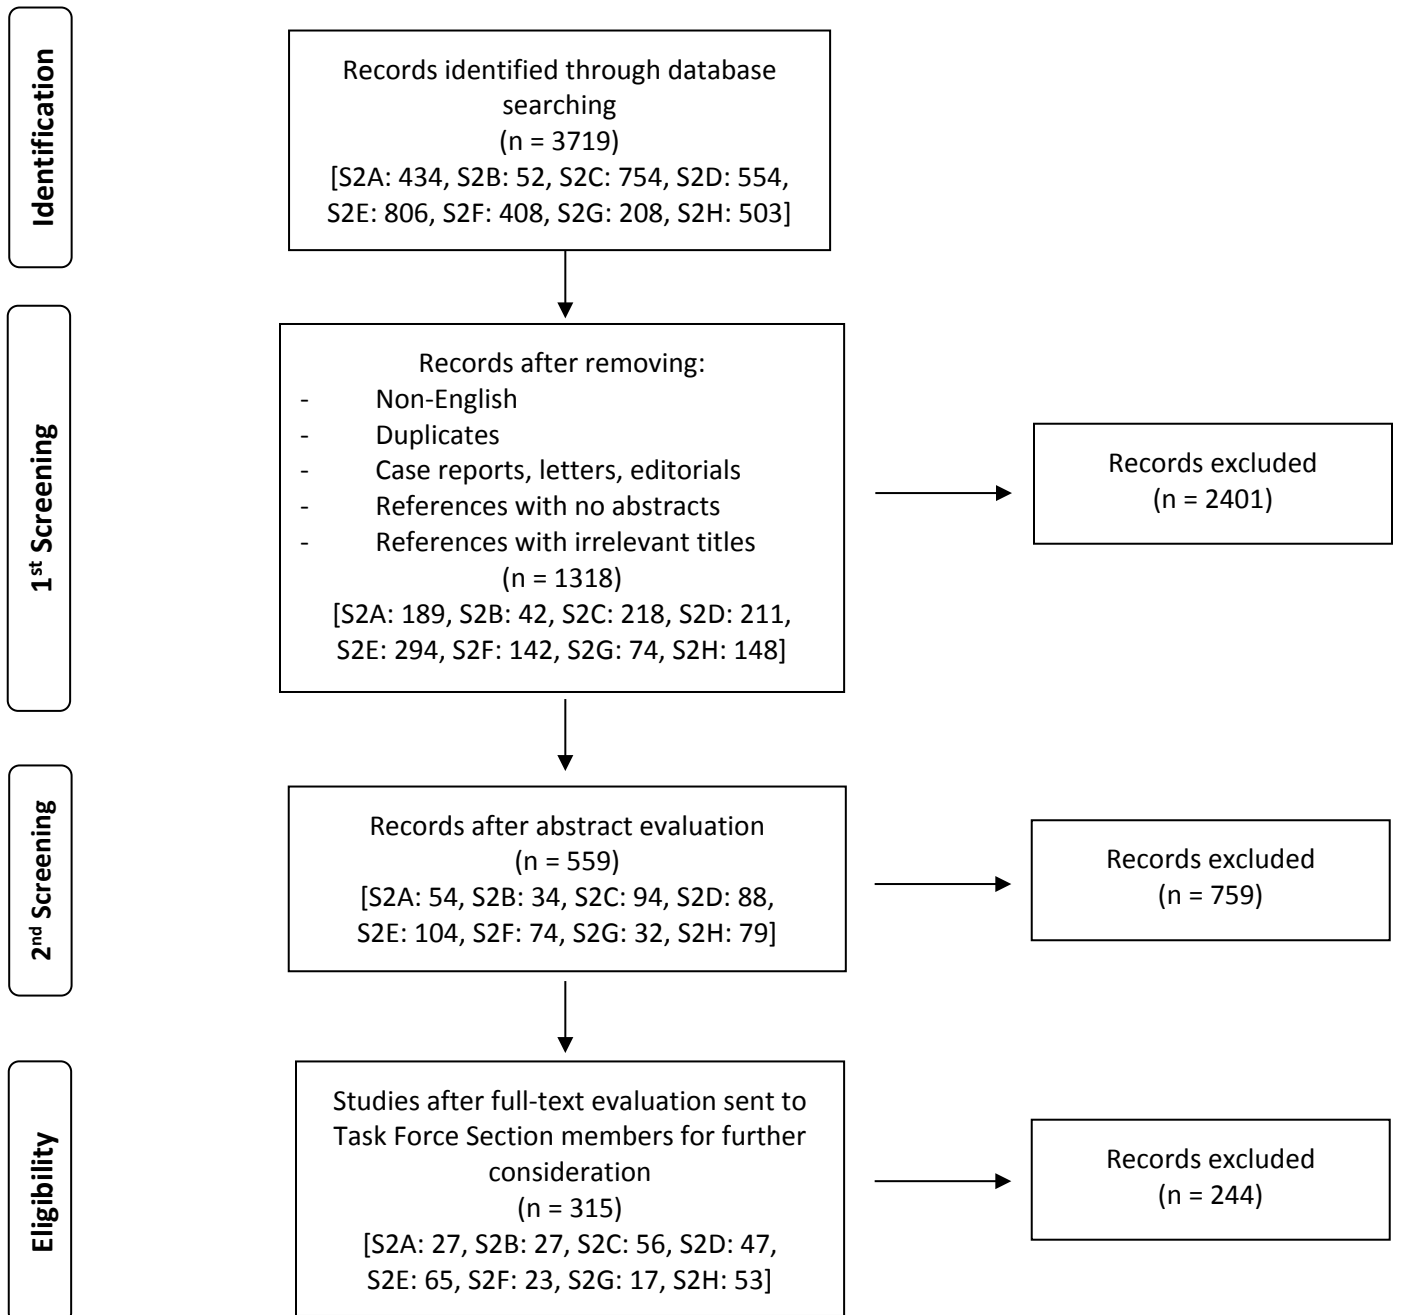 Identification
Records identified through database
searching
(n = 3719)
[S2A: 434, S2B: 52, S2C: 754, S2D: 554,
S2E: 806, S2F: 408, S2G: 208, S2H: 503]
1st Screening
Records after removing:
- Non-English
- Duplicates
- Case reports, letters, editorials
- References with no abstracts
- References with irrelevant titles
(n = 1318)
[S2A: 189, S2B: 42, S2C: 218, S2D: 211,
S2E: 294, S2F: 142, S2G: 74, S2H: 148]
Records excluded
(n = 2401)
2nd Screening
Records after abstract evaluation
(n = 559)
[S2A: 54, S2B: 34, S2C: 94, S2D: 88,
S2E: 104, S2F: 74, S2G: 32, S2H: 79]
Records excluded
(n = 759)
Eligibility
Studies after full-text evaluation sent to
Task Force Section members for further
consideration
(n = 315)
[S2A: 27, S2B: 27, S2C: 56, S2D: 47,
S2E: 65, S2F: 23, S2G: 17, S2H: 53]
Records excluded
(n = 244)